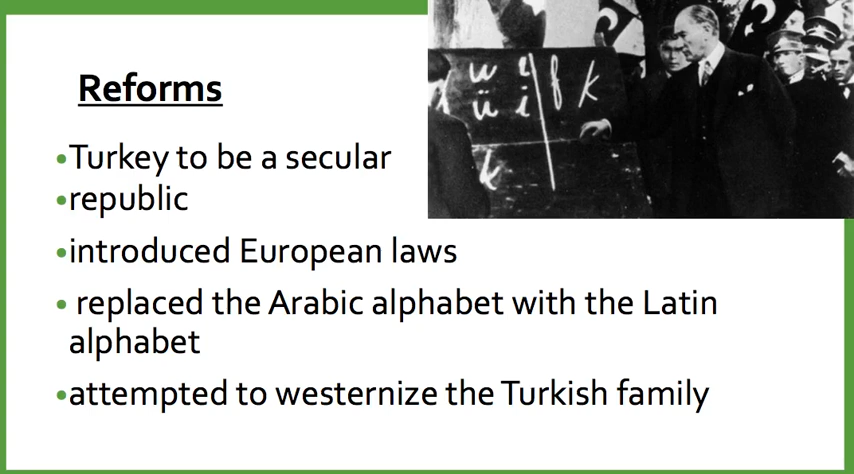 Reforms
•Turkey to be a secular
•republic
•introduced European laws
• replaced the Arabic alphabet with the Latin
alphabet
•attempted to westernize the Turkish family
ü i
k